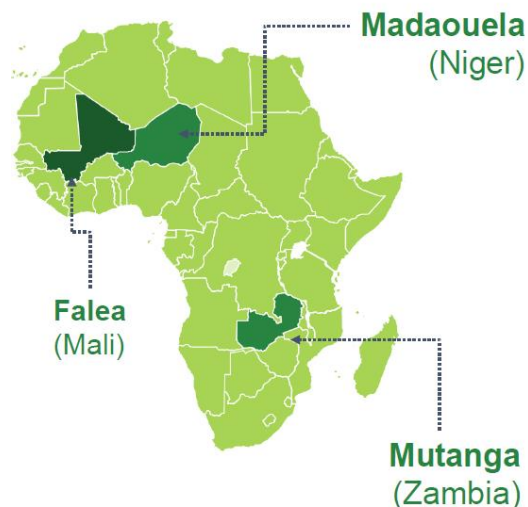 Madaouela
(Niger)
Falea
(Mali)
Mutanga
(Zambia)